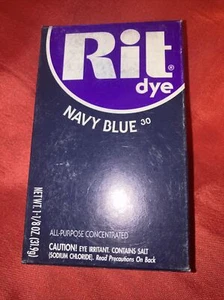 Rit®
dye
NAVY BLUE 30
NET WT. 1-1/8 OZ. (31.9g)
ALL-PURPOSE CONCENTRATED
CAUTION! EYE IRRITANT. CONTAINS SALT
(SODIUM CHLORIDE). Read Precautions On Back